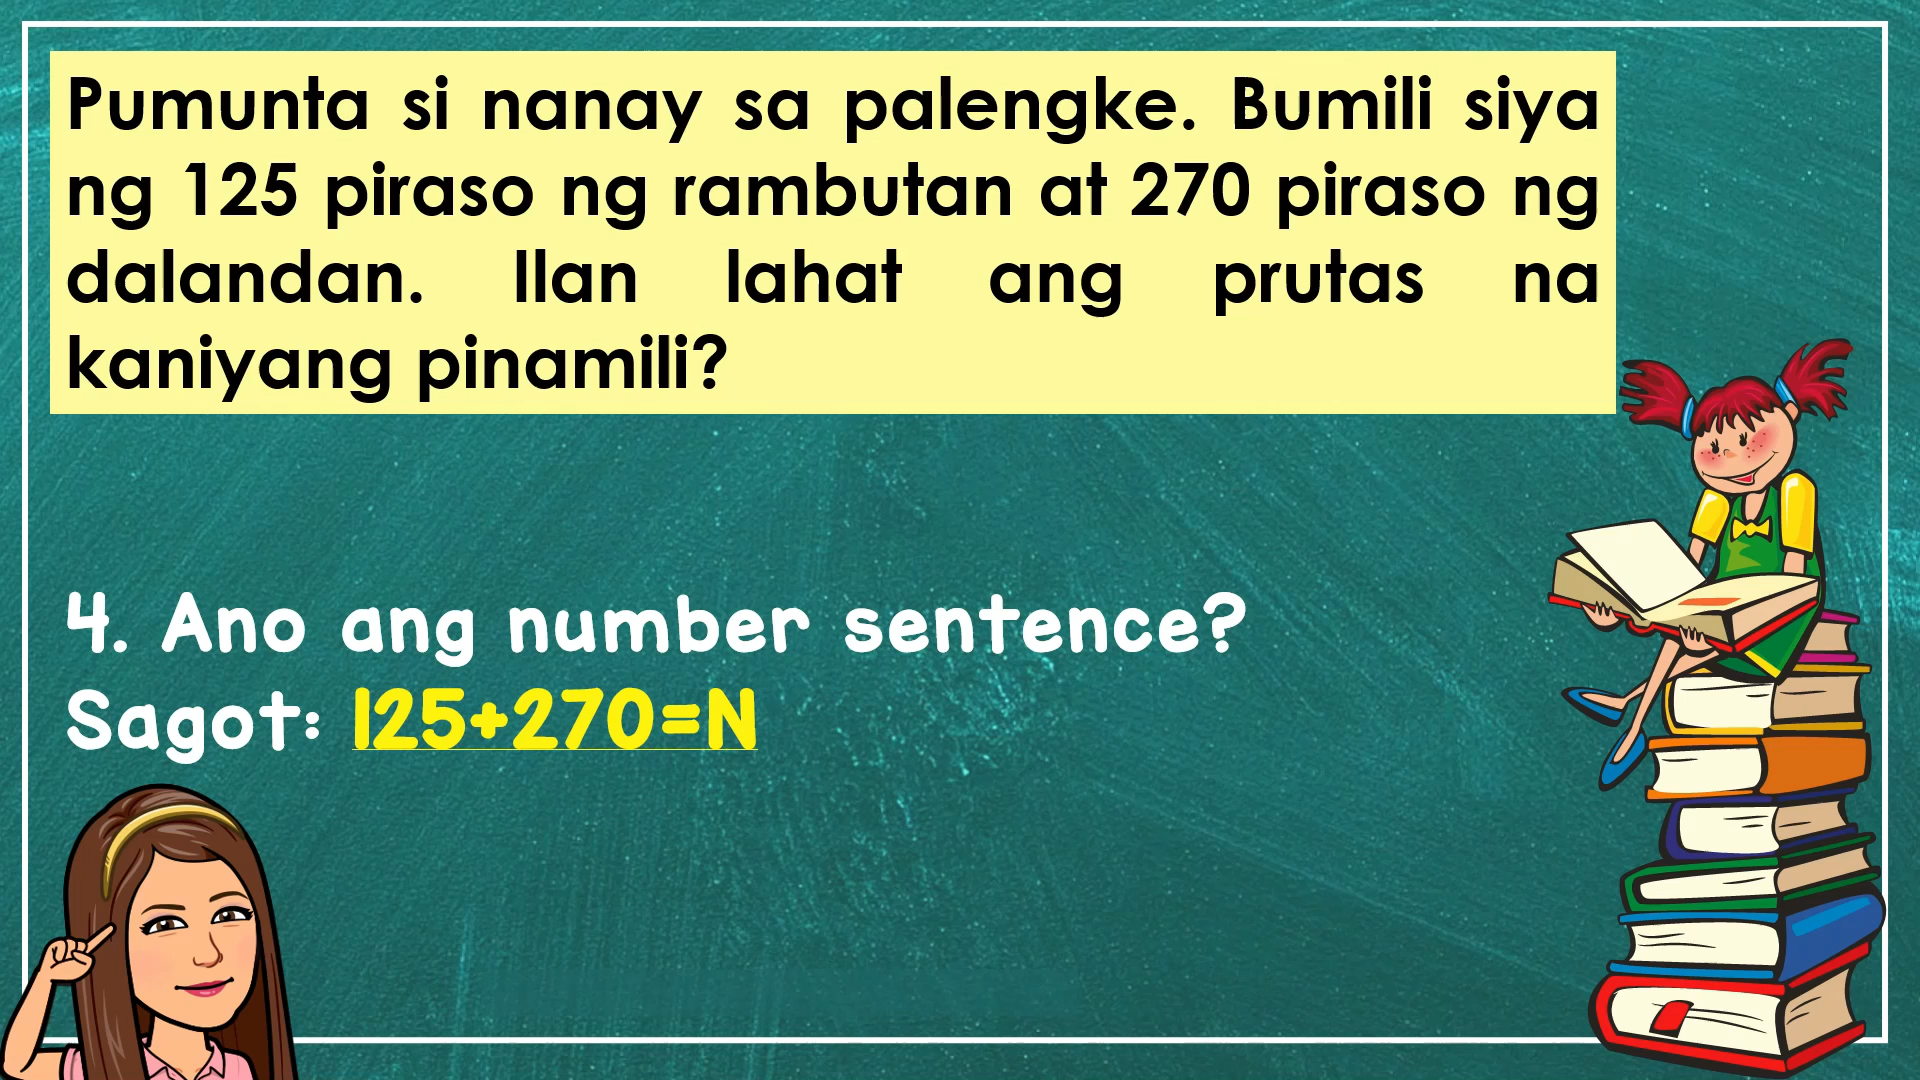 Pumunta si nanay sa palengke. Bumili siya
ng 125 piraso ng rambutan at 270 piraso ng
dalandan. Ilan lahat ang prutas na
kaniyang pinamili?
4. Ano ang number sentence?
Sagot: 125+270=N